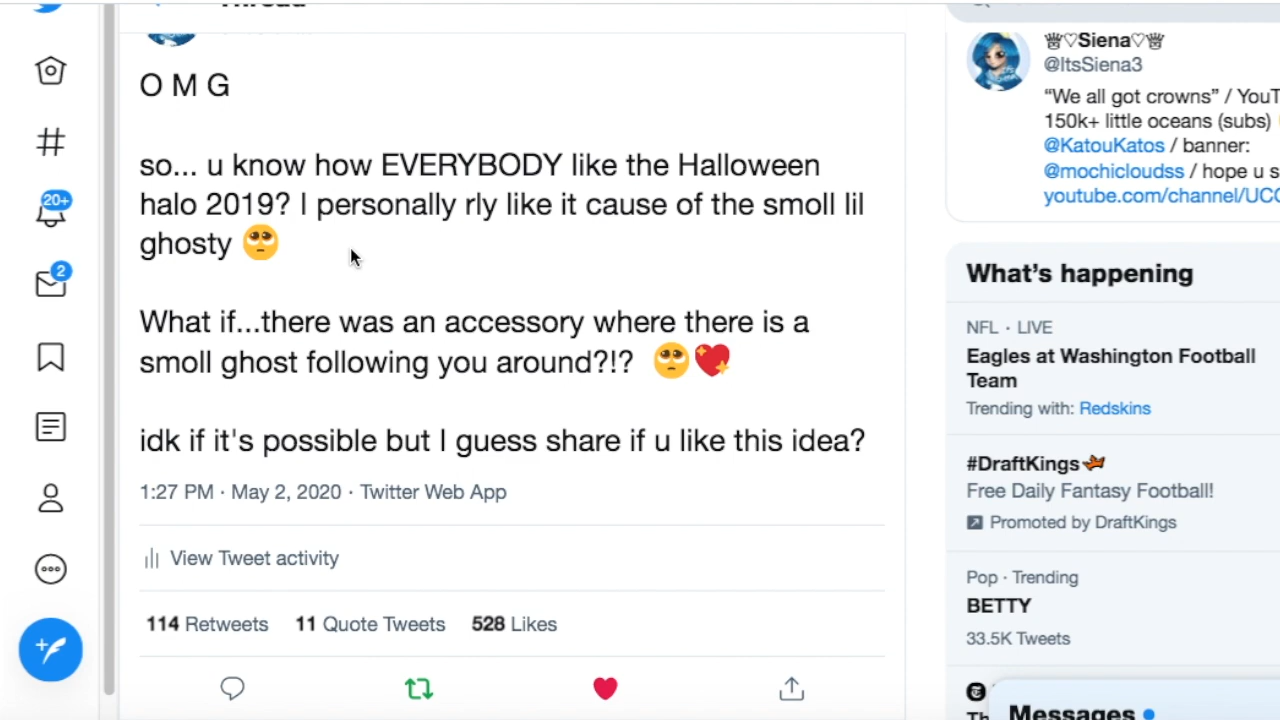 O M G
so... u know how EVERYBODY like the Halloween
halo 2019? I personally rly like it cause of the smoll lil
ghosty 🥺
What if...there was an accessory where there is a
smoll ghost following you around?!? 🥺💖
idk if it's possible but I guess share if u like this idea?
1:27 PM · May 2, 2020 · Twitter Web App
View Tweet activity
114 Retweets 11 Quote Tweets 528 Likes
20+
2
♕♡Siena♡♕
@ItsSiena3
“We all got crowns” / YouT
150k+ little oceans (subs)
@KatouKatos / banner:
@mochicloudss / hope u s
youtube.com/channel/UCC
What’s happening
NFL · LIVE
Eagles at Washington Football
Team
Trending with: Redskins
#DraftKings
Free Daily Fantasy Football!
Promoted by DraftKings
Pop · Trending
BETTY
33.5K Tweets
Messages